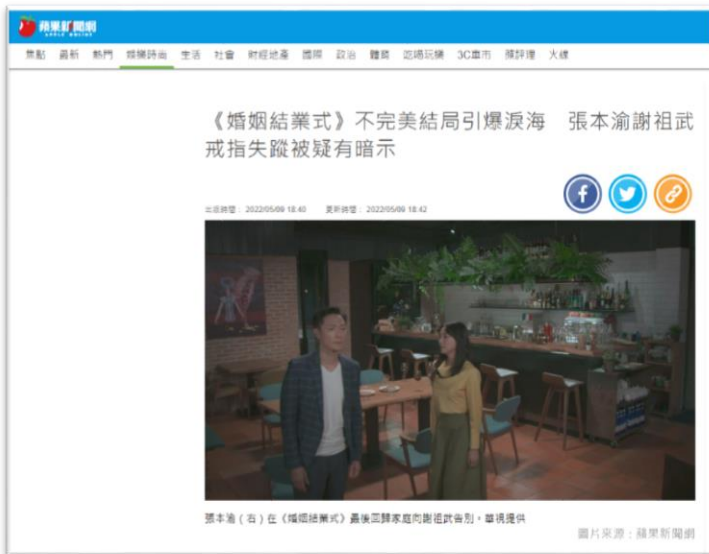 蘋果新聞網
APPLE ONLINE
焦點 最新 熱門 娛樂時尚 生活 社會 財經地產 國際 政治 體育 吃喝玩樂 3C車市 蘋評理 火線
《婚姻結業式》不完美結局引爆淚海 張本渝謝祖武
戒指失蹤被疑有暗示
出版時間：2022/05/09 18:40 更新時間：2022/05/09 18:42
張本渝（右）在《婚姻結業式》最後回歸家庭向謝祖武告別。華視提供
圖片來源：蘋果新聞網